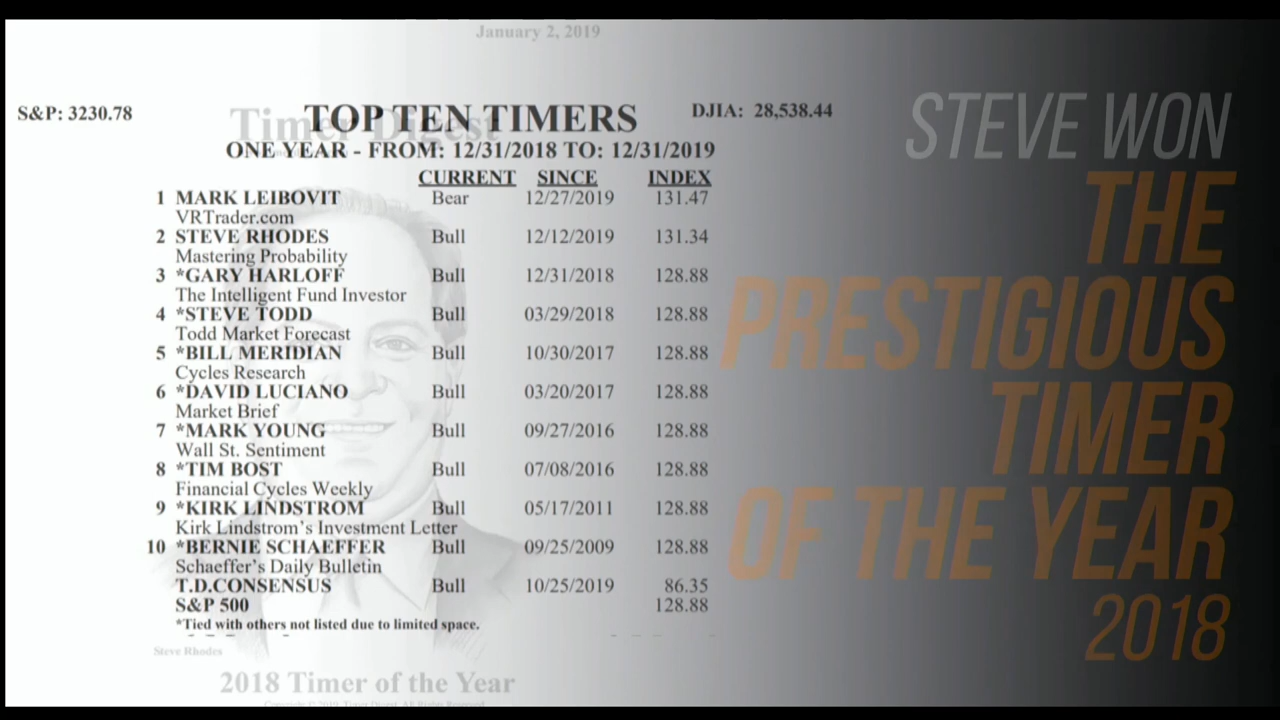 January 2, 2019
S&P: 3230.78
Timer Digest
TOP TEN TIMERS
DJIA: 28,538.44
ONE YEAR - FROM: 12/31/2018 TO: 12/31/2019
CURRENT SINCE INDEX
1 MARK LEIBOVIT Bear 12/27/2019 131.47
VRTrader.com
2 STEVE RHODES Bull 12/12/2019 131.34
Mastering Probability
3 *GARY HARLOFF Bull 12/31/2018 128.88
The Intelligent Fund Investor
4 *STEVE TODD Bull 03/29/2018 128.88
Todd Market Forecast
5 *BILL MERIDIAN Bull 10/30/2017 128.88
Cycles Research
6 *DAVID LUCIANO Bull 03/20/2017 128.88
Market Brief
7 *MARK YOUNG Bull 09/27/2016 128.88
Wall St. Sentiment
8 *TIM BOST Bull 07/08/2016 128.88
Financial Cycles Weekly
9 *KIRK LINDSTROM Bull 05/17/2011 128.88
Kirk Lindstrom's Investment Letter
10 *BERNIE SCHAEFFER Bull 09/25/2009 128.88
Schaeffer's Daily Bulletin
T.D.CONSENSUS Bull 10/25/2019 86.35
S&P 500 128.88
*Tied with others not listed due to limited space.
Steve Rhodes
2018 Timer of the Year
STEVE WON
THE
PRESTIGIOUS
TIMER
OF THE YEAR
2018